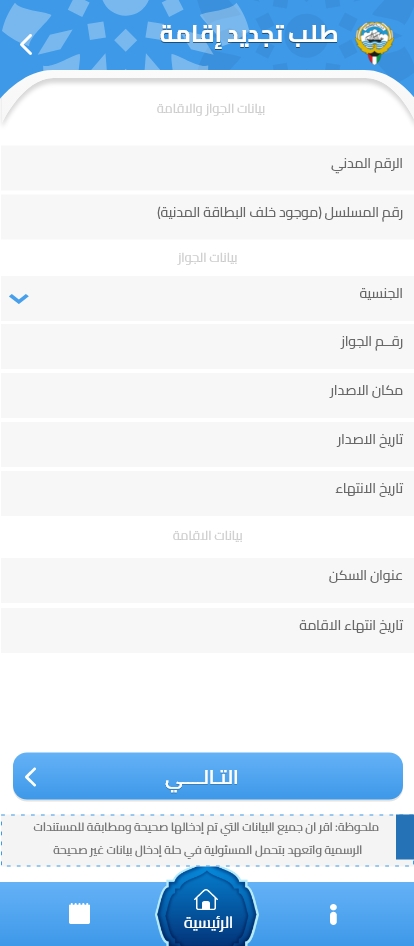 طلب تجديد إقامة
بيانات الجواز والاقامة
الرقم المدني
رقم المسلسل (موجود خلف البطاقة المدنية)
بيانات الجواز
الجنسية
رقــم الجواز
مكان الاصدار
تاريخ الاصدار
تاريخ الانتهاء
بيانات الاقامة
عنوان السكن
تاريخ انتهاء الاقامة
التـالــــي
ملحوظة: اقر ان جميع البيانات التي تم إدخالها صحيحة ومطابقة للمستندات
الرسمية واتعهد بتحمل المسئولية في حلة إدخال بيانات غير صحيحة
الرئيسية